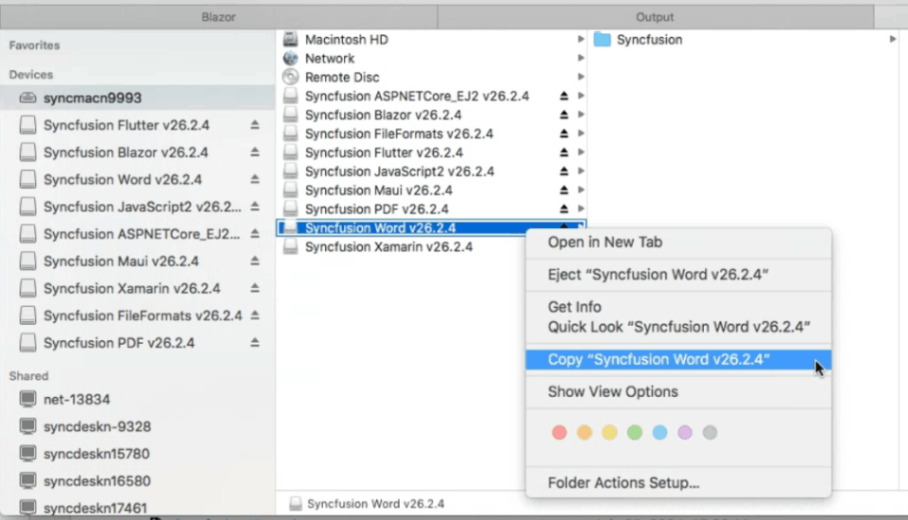 Blazor
Output
Favorites
Devices
syncmacn9993
Syncfusion Flutter v26.2.4
Syncfusion Blazor v26.2.4
Syncfusion Word v26.2.4
Syncfusion JavaScript2 v26.2...
Syncfusion ASPNETCore_EJ2...
Syncfusion Maui v26.2.4
Syncfusion Xamarin v26.2.4
Syncfusion FileFormats v26.2.4
Syncfusion PDF v26.2.4
Shared
net-13834
syncdeskn-9328
syncdeskn15780
syncdeskn16580
syncdeskn17461
Macintosh HD
Network
Remote Disc
Syncfusion ASPNETCore_EJ2 v26.2.4
Syncfusion Blazor v26.2.4
Syncfusion FileFormats v26.2.4
Syncfusion Flutter v26.2.4
Syncfusion JavaScript2 v26.2.4
Syncfusion Maui v26.2.4
Syncfusion PDF v26.2.4
Syncfusion Word v26.2.4
Syncfusion Xamarin v26.2.4
Syncfusion
Open in New Tab
Eject “Syncfusion Word v26.2.4”
Get Info
Quick Look “Syncfusion Word v26.2.4”
Copy “Syncfusion Word v26.2.4”
Show View Options
Folder Actions Setup...
Syncfusion Word v26.2.4